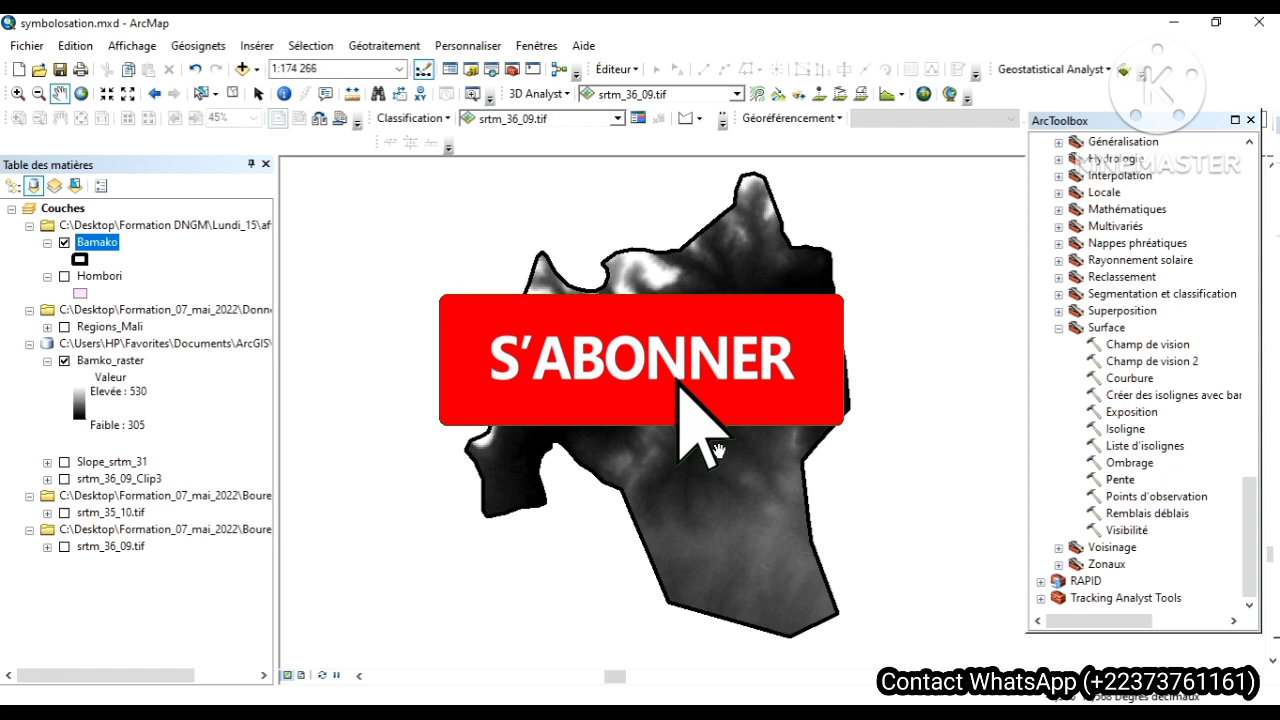 symbolosation.mxd - ArcMap
Fichier Edition Affichage Géosignets Insérer Sélection Géotraitement Personnaliser Fenêtres Aide
1:174 266 Éditeur Geostatistical Analyst
3D Analyst srtm_36_09.tif
45% Classification srtm_36_09.tif Géoréférencement
KINEMASTER
Table des matières
Couches
C:\Desktop\Formation DNGM\Lundi_15\af
Bamako
Hombori
C:\Desktop\Formation_07_mai_2022\Donn
Regions_Mali
C:\Users\HP\Favorites\Documents\ArcGIS
Bamko_raster
Valeur
Elevée : 530
Faible : 305
Slope_srtm_31
srtm_36_09_Clip3
C:\Desktop\Formation_07_mai_2022\Boure
srtm_35_10.tif
C:\Desktop\Formation_07_mai_2022\Boure
srtm_36_09.tif
S'ABONNER
ArcToolbox
Généralisation
Hydrologie
Interpolation
Locale
Mathématiques
Multivariés
Nappes phréatiques
Rayonnement solaire
Reclassement
Segmentation et classification
Superposition
Surface
Champ de vision
Champ de vision 2
Courbure
Créer des isolignes avec bar
Exposition
Isoligne
Liste d'isolignes
Ombrage
Pente
Points d'observation
Remblais déblais
Visibilité
Voisinage
Zonaux
RAPID
Tracking Analyst Tools
Contact WhatsApp (+22373761161)
Degrés décimaux